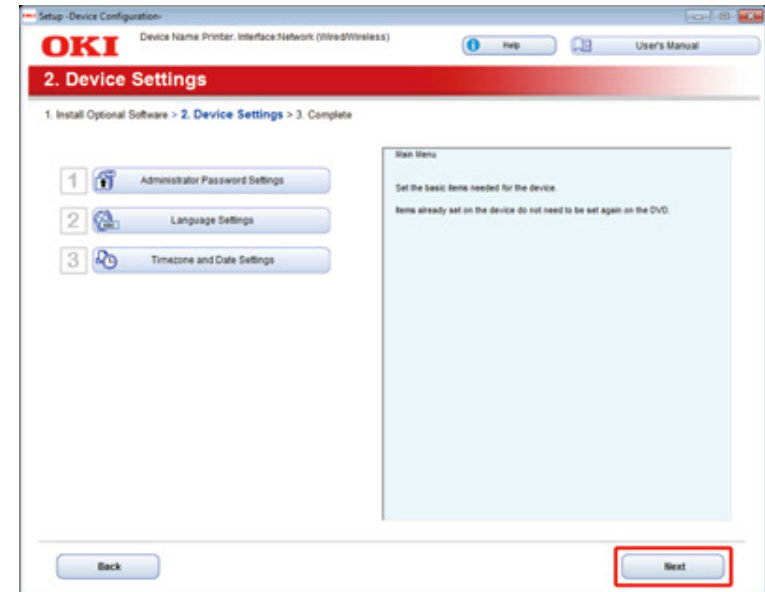 Setup -Device Configuration-
OKI
Device Name:Printer. Interface:Network (Wired/Wireless)
Help
User's Manual
2. Device Settings
1. Install Optional Software > 2. Device Settings > 3. Complete
1
Administrator Password Settings
2
Language Settings
3
Timezone and Date Settings
Main Menu
Set the basic items needed for the device.
Items already set on the device do not need to be set again on the DVD.
Back
Next